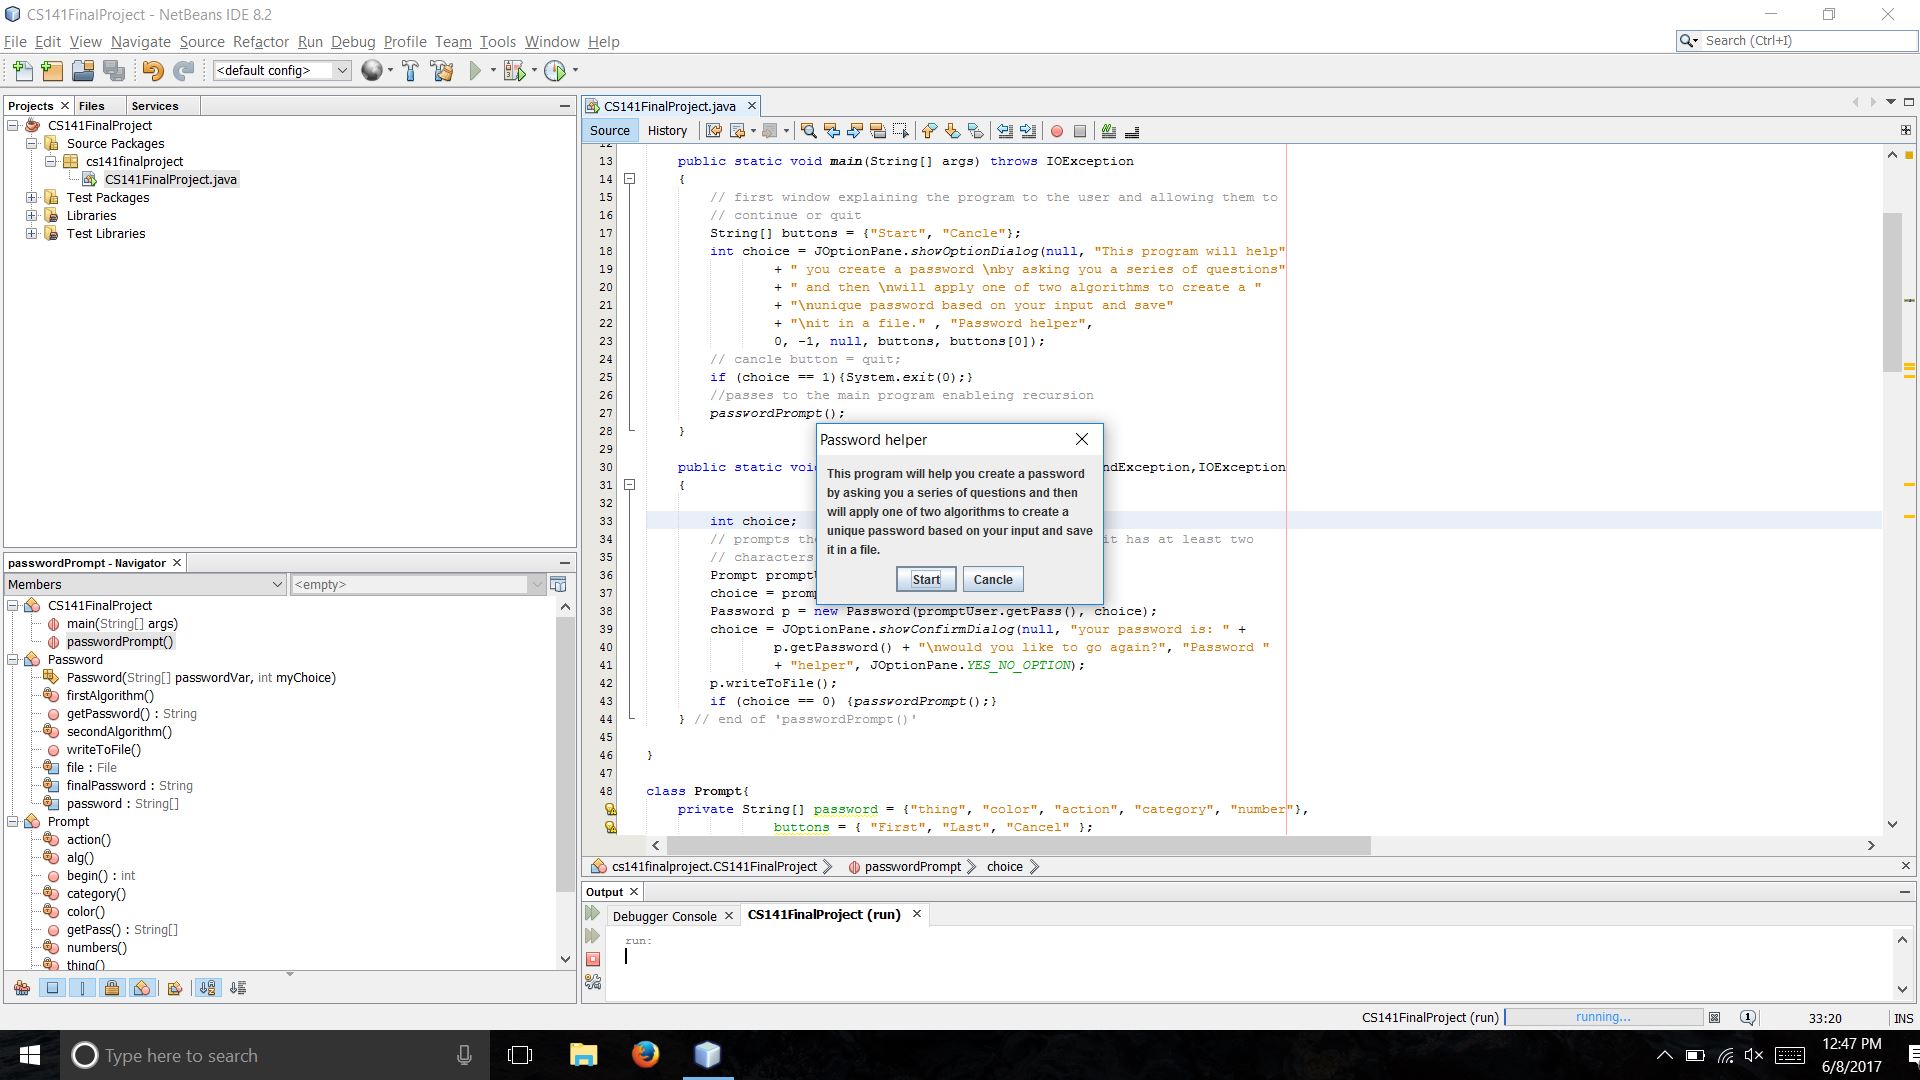 CS141FinalProject - NetBeans IDE 8.2
File Edit View Navigate Source Refactor Run Debug Profile Team Tools Window Help
Search (Ctrl+I)
<default config>
Projects Files Services
CS141FinalProject
Source Packages
cs141finalproject
CS141FinalProject.java
Test Packages
Libraries
Test Libraries
passwordPrompt - Navigator
Members <empty>
CS141FinalProject
main(String[] args)
passwordPrompt()
Password
Password(String[] passwordVar, int myChoice)
firstAlgorithm()
getPassword() : String
secondAlgorithm()
writeToFile()
file : File
finalPassword : String
password : String[]
Prompt
action()
alg()
begin() : int
category()
color()
getPass() : String[]
numbers()
thing()
CS141FinalProject.java
Source History
12
13 public static void main(String[] args) throws IOException
14 {
15 // first window explaining the program to the user and allowing them to
16 // continue or quit
17 String[] buttons = {"Start", "Cancle"};
18 int choice = JOptionPane.showOptionDialog(null, "This program will help"
19 + " you create a password \nby asking you a series of questions"
20 + " and then \nwill apply one of two algorithms to create a "
21 + "\nunique password based on your input and save"
22 + "\nit in a file." , "Password helper",
23 0, -1, null, buttons, buttons[0]);
24 // cancle button = quit;
25 if (choice == 1){System.exit(0);}
26 //passes to the main program enableing recursion
27 passwordPrompt();
28 }
29
30 public static voi ndException,IOException
31 {
32
33 int choice;
34 // prompts the it has at least two
35 // characters
36 Prompt prompt
37 choice = promp
38 Password p = new Password(promptUser.getPass(), choice);
39 choice = JOptionPane.showConfirmDialog(null, "your password is: " +
40 p.getPassword() + "\nwould you like to go again?", "Password "
41 + "helper", JOptionPane.YES_NO_OPTION);
42 p.writeToFile();
43 if (choice == 0) {passwordPrompt();}
44 } // end of 'passwordPrompt()'
45
46 }
47
48 class Prompt{
private String[] password = {"thing", "color", "action", "category", "number"},
buttons = { "First", "Last", "Cancel" };
Password helper
This program will help you create a password
by asking you a series of questions and then
will apply one of two algorithms to create a
unique password based on your input and save
it in a file.
Start Cancle
cs141finalproject.CS141FinalProject passwordPrompt choice
Output
Debugger Console CS141FinalProject (run)
run:
CS141FinalProject (run) running... 1 33:20 INS
Type here to search
12:47 PM
6/8/2017